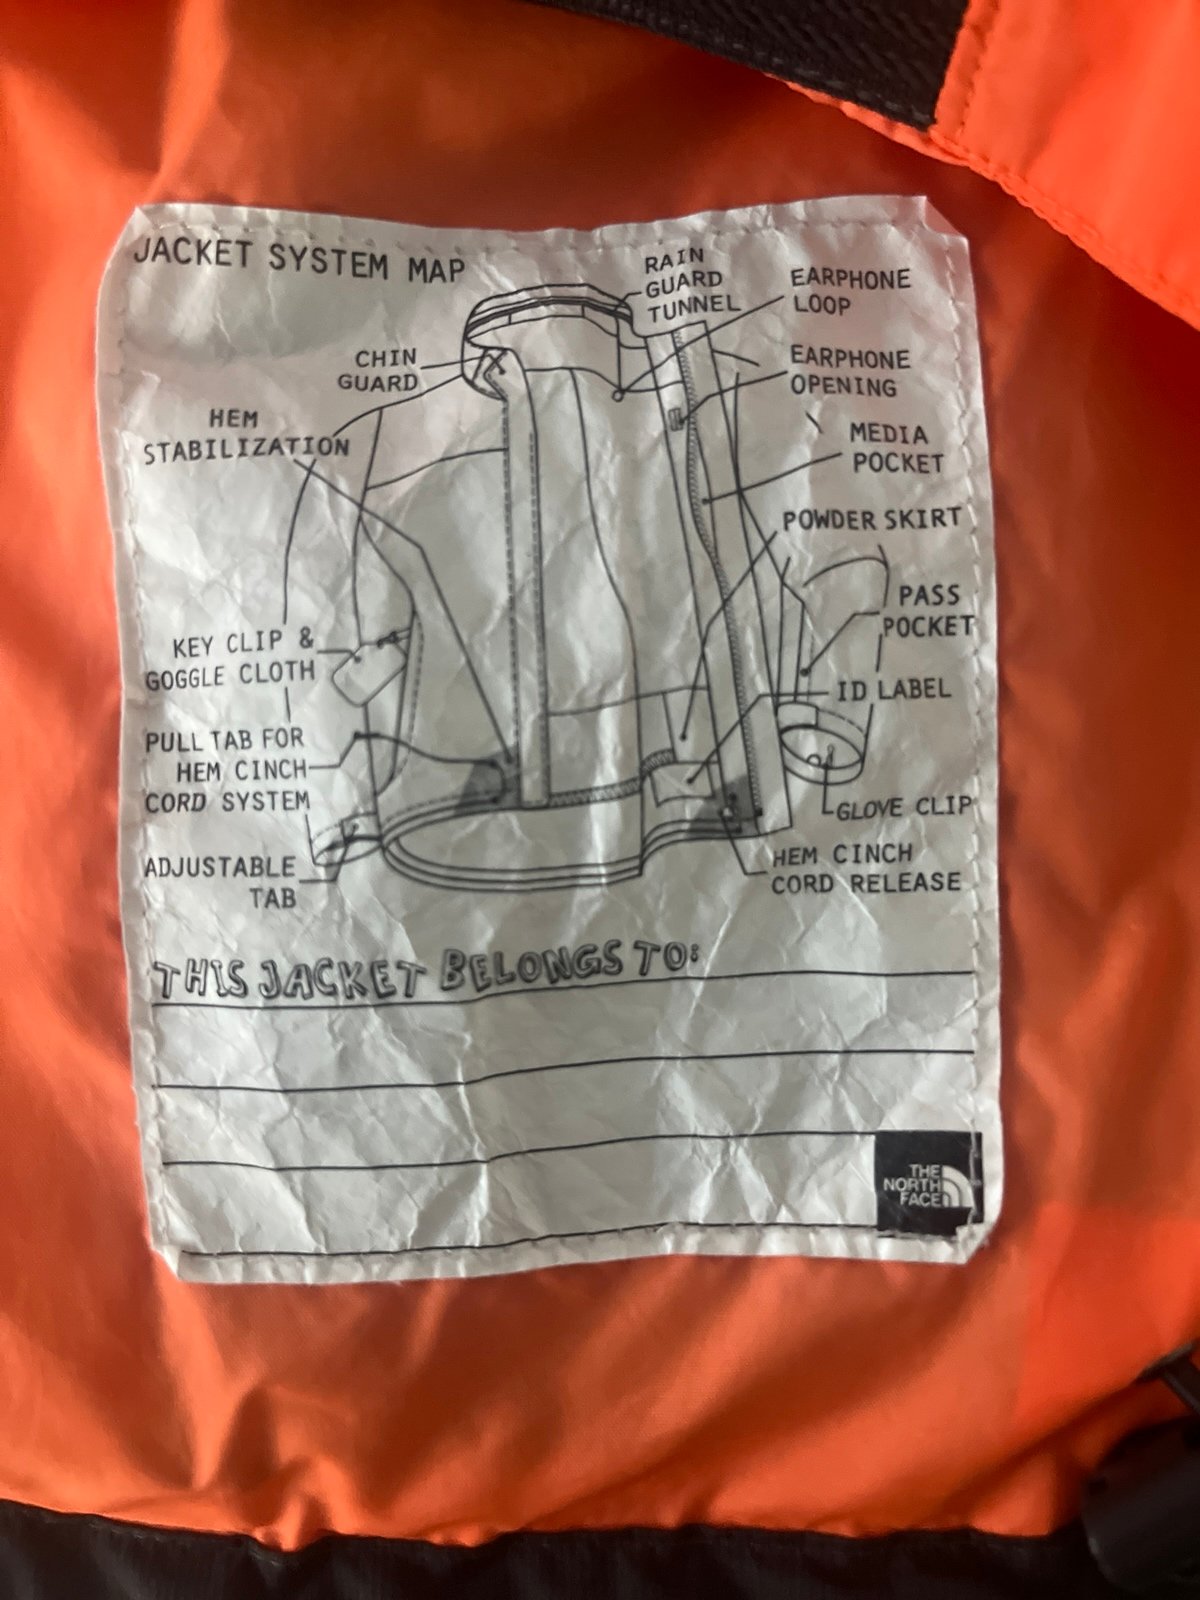 JACKET SYSTEM MAP
RAIN
GUARD
TUNNEL
EARPHONE
LOOP
CHIN
GUARD
EARPHONE
OPENING
HEM
STABILIZATION
MEDIA
POCKET
POWDER SKIRT
PASS
POCKET
KEY CLIP &
GOGGLE CLOTH
ID LABEL
PULL TAB FOR
HEM CINCH
CORD SYSTEM
GLOVE CLIP
ADJUSTABLE
TAB
HEM CINCH
CORD RELEASE
THIS JACKET BELONGS TO:
THE
NORTH
FACE